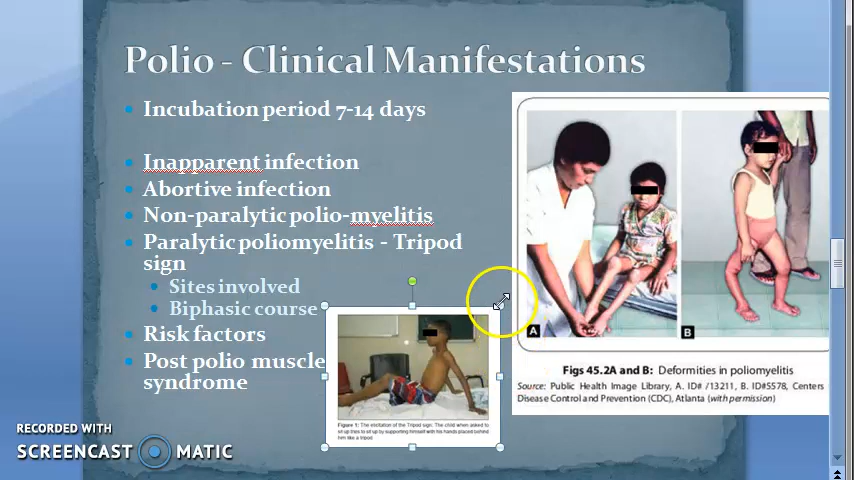 Polio - Clinical Manifestations
Incubation period 7-14 days
Inapparent infection
Abortive infection
Non-paralytic polio-myelitis
Paralytic poliomyelitis - Tripod
sign
Sites involved
Biphasic course
Risk factors
Post polio muscle
syndrome
Figure 1: The elicitation of the Tripod sign. The child when asked to
sit up tries to sit up by supporting himself with his hands placed behind
him like a tripod.
A
B
Figs 45.2A and B: Deformities in poliomyelitis
Source: Public Health Image Library, A. ID# /13211, B. ID#5578, Centers
Disease Control and Prevention (CDC), Atlanta (with permission)
RECORDED WITH
SCREENCAST MATIC